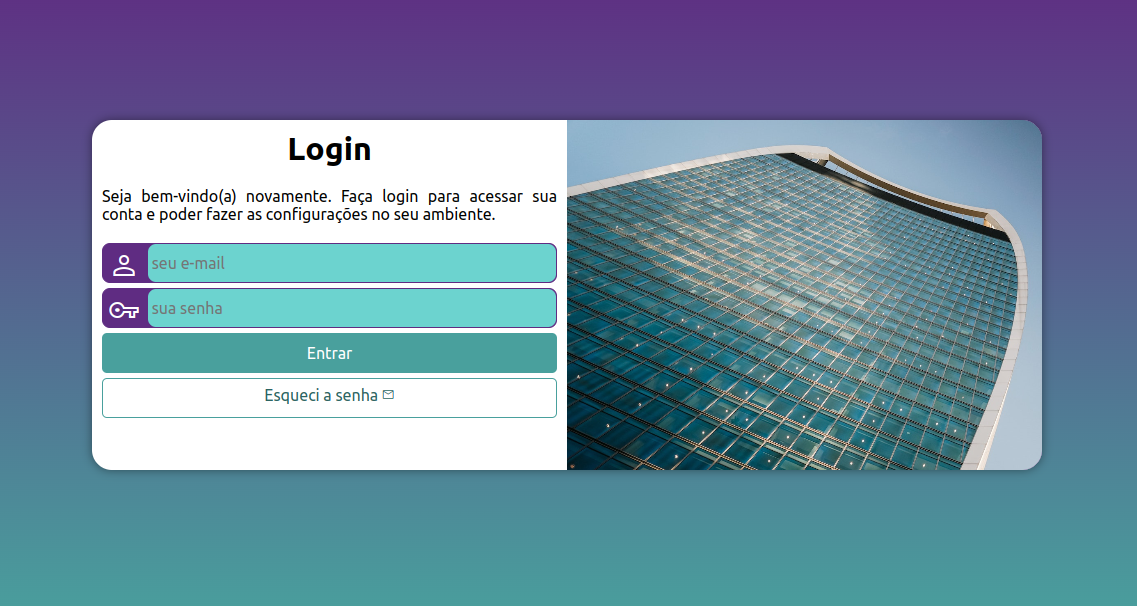 Login
Seja bem-vindo(a) novamente. Faça login para acessar sua
conta e poder fazer as configurações no seu ambiente.
seu e-mail
sua senha
Entrar
Esqueci a senha